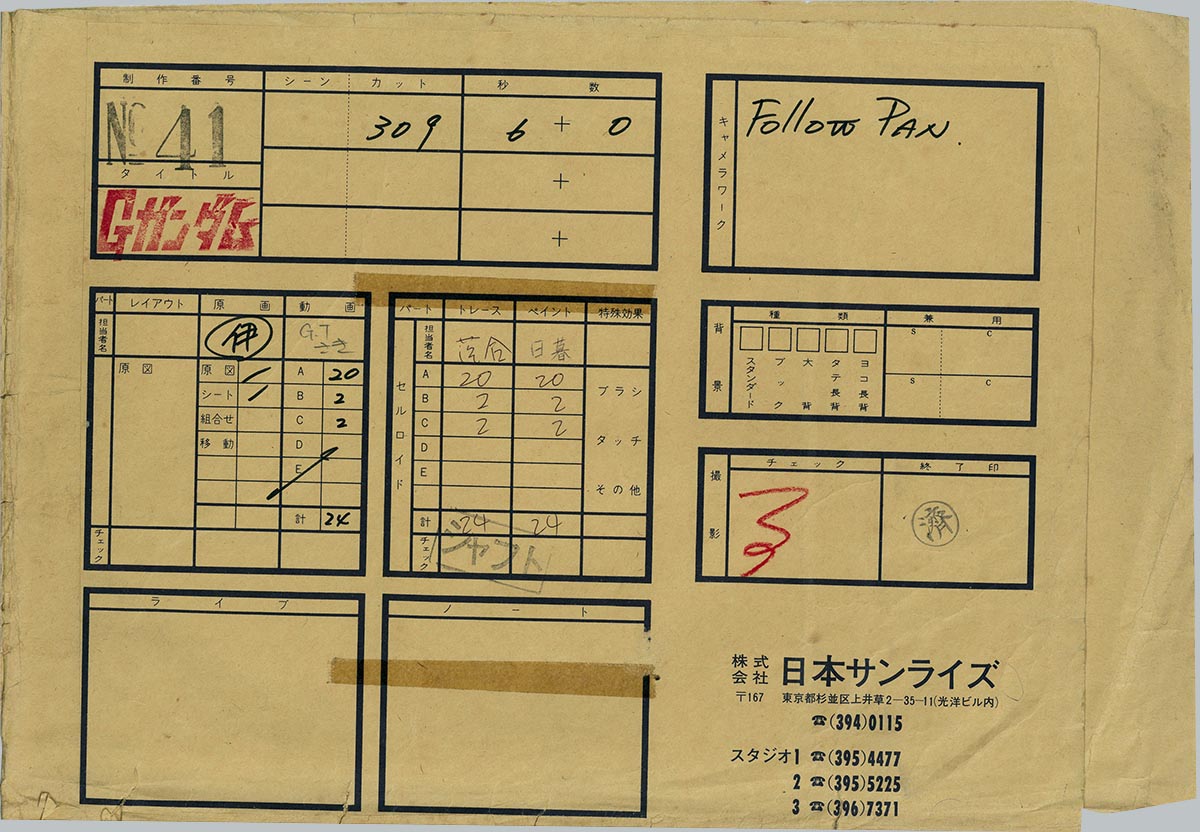 制作番号
シーン カット
秒 数
No 41
309
6 + 0
タイトル
+
Gガンダム
+
キャメラワーク
Follow PAN.
パート レイアウト 原画 動画
担当者名
伊
G.T
原図
原図 A 20
シート B 2
組合せ C 2
移動 D
E
計 24
チェック
パート トレース ペイント 特殊効果
担当者名
落合 日暮
セルロイド
A 20 20
ブラシ
B 2 2
C 2 2
タッチ
D
E
その他
計 24 24
チェック
シャフト
背景
種類
兼用
スタンダード
ブック
大背
タテ長背
ヨコ長背
S C
S C
撮影
チェック
終了印
済
ライブ
ノート
株式会社 日本サンライズ
〒167 東京都杉並区上井草2-35-11(光洋ビル内)
☎(394)0115
スタジオ1 ☎(395)4477
2 ☎(395)5225
3 ☎(396)7371